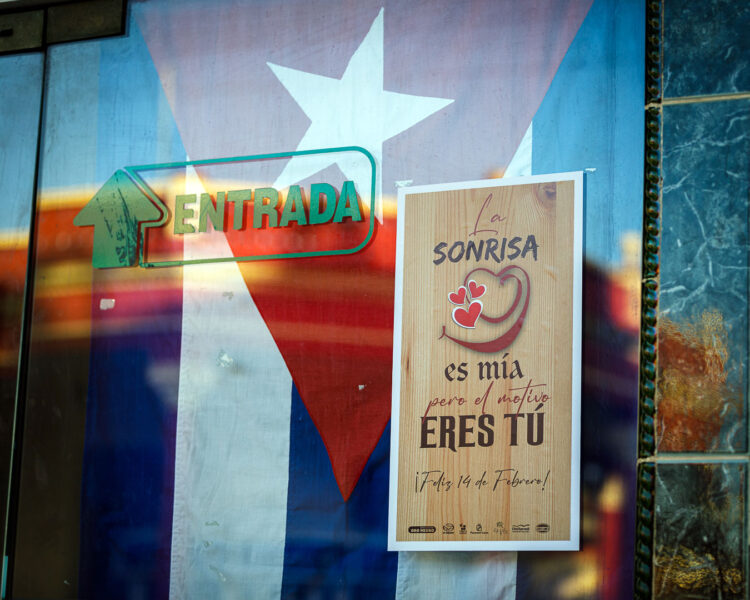 ENTRADA
La
SONRISA
es mía
pero el motivo
ERES TÚ
¡Feliz 14 de Febrero!